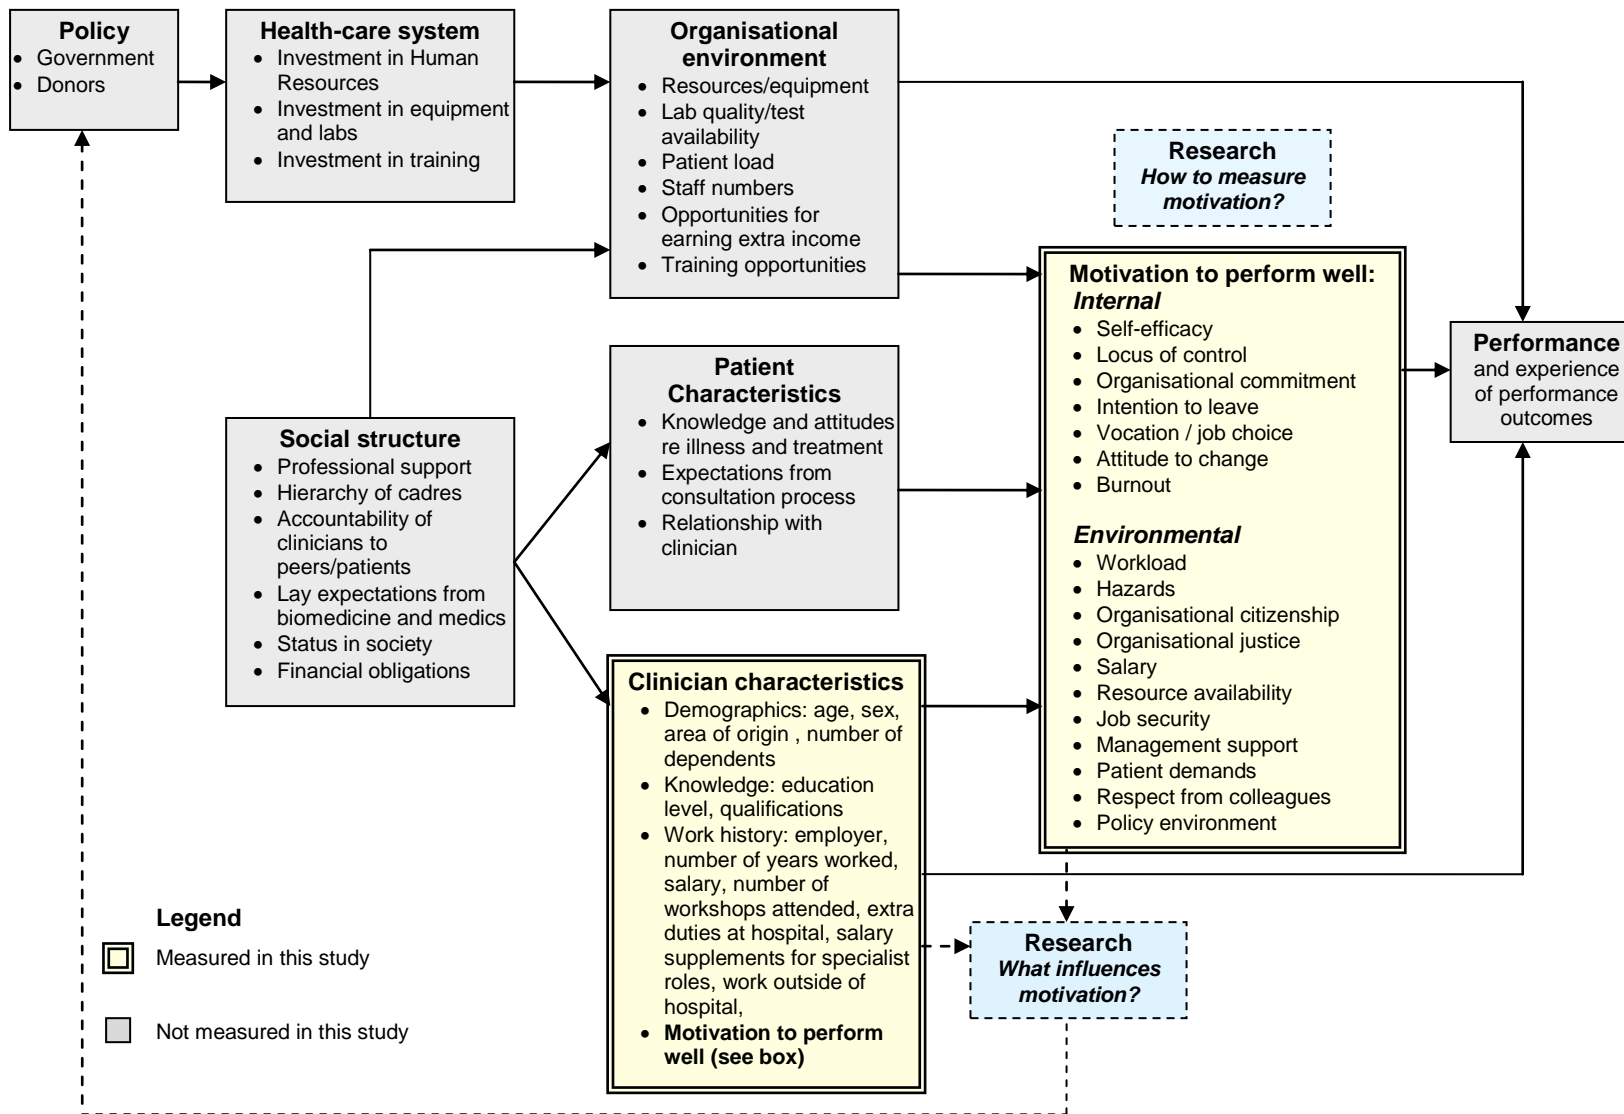 Policy
• Government
• Donors
Health-care system
• Investment in Human
Resources
• Investment in equipment
and labs
• Investment in training
Organisational
environment
• Resources/equipment
• Lab quality/test
availability
• Patient load
• Staff numbers
• Opportunities for
earning extra income
• Training opportunities
Research
How to measure
motivation?
Motivation to perform well:
Internal
• Self-efficacy
• Locus of control
• Organisational commitment
• Intention to leave
• Vocation / job choice
• Attitude to change
• Burnout
Environmental
• Workload
• Hazards
• Organisational citizenship
• Organisational justice
• Salary
• Resource availability
• Job security
• Management support
• Patient demands
• Respect from colleagues
• Policy environment
Performance
and experience
of performance
outcomes
Patient
Characteristics
• Knowledge and attitudes
re illness and treatment
• Expectations from
consultation process
• Relationship with
clinician
Social structure
• Professional support
• Hierarchy of cadres
• Accountability of
clinicians to
peers/patients
• Lay expectations from
biomedicine and medics
• Status in society
• Financial obligations
Clinician characteristics
• Demographics: age, sex,
area of origin , number of
dependents
• Knowledge: education
level, qualifications
• Work history: employer,
number of years worked,
salary, number of
workshops attended, extra
duties at hospital, salary
supplements for specialist
roles, work outside of
hospital,
• Motivation to perform
well (see box)
Research
What influences
motivation?
Legend
Measured in this study
Not measured in this study